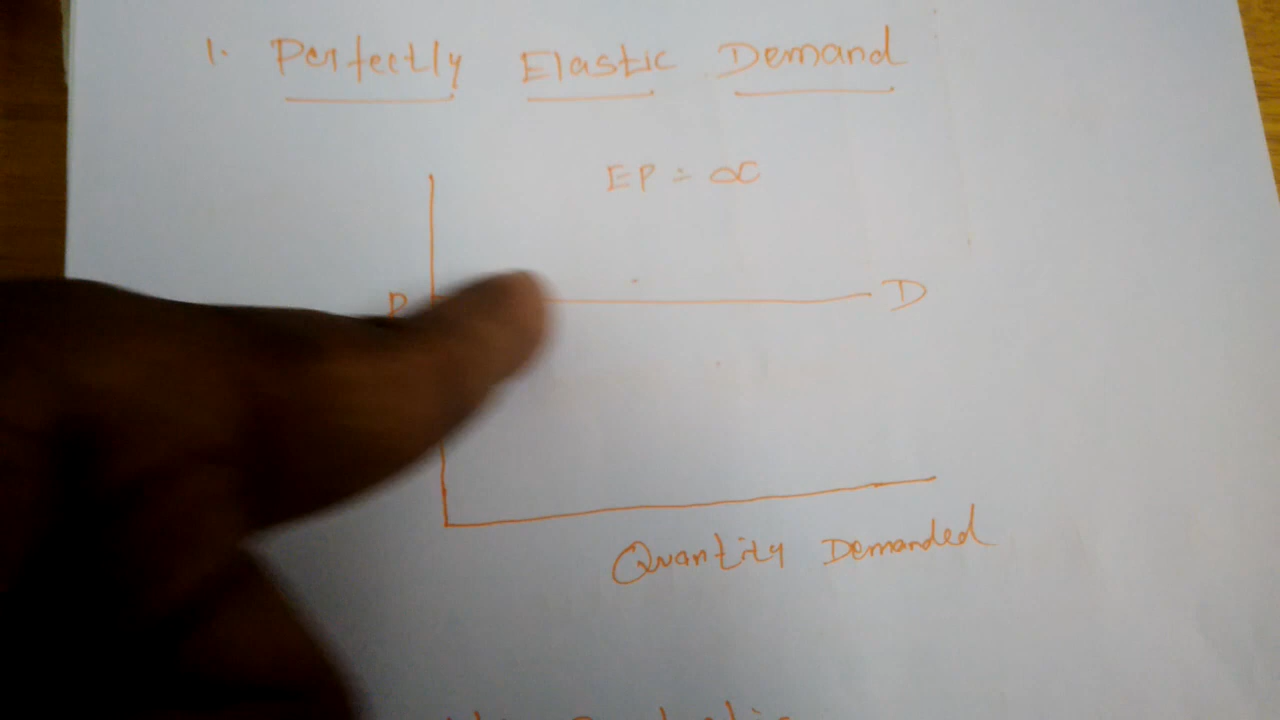 1. Perfectly Elastic Demand
EP = ∞
P D
Quantity Demanded